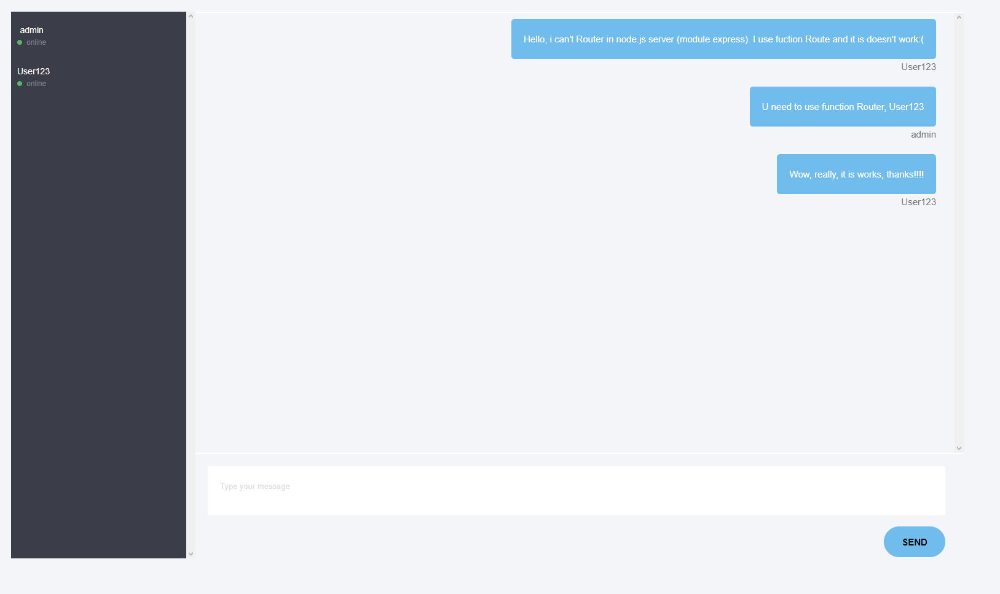 admin
online
User123
online
Hello, i can't Router in node.js server (module express). I use fuction Route and it is doesn't work:(
User123
U need to use function Router, User123
admin
Wow, really, it is works, thanks!!!!
User123
Type your message
SEND